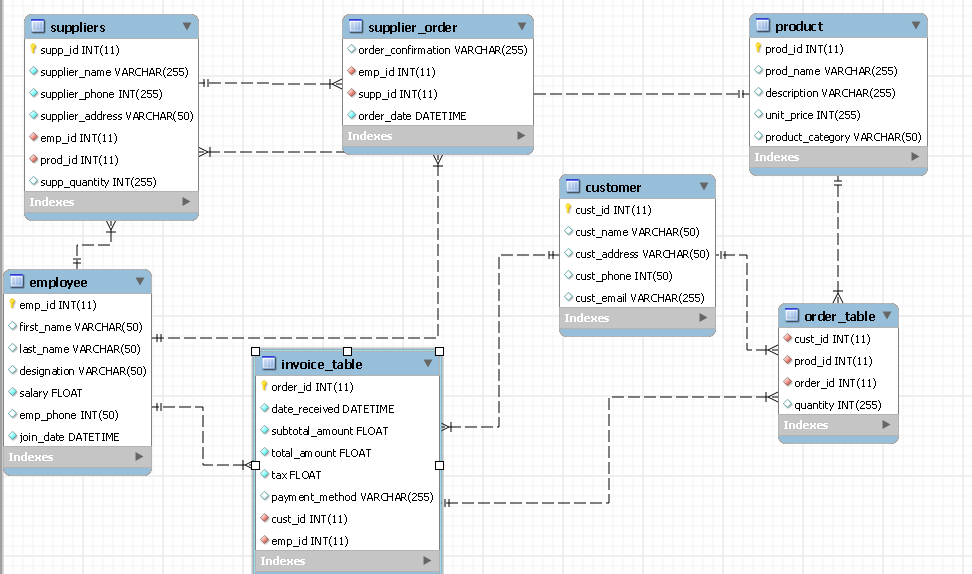 suppliers
supp_id INT(11)
supplier_name VARCHAR(255)
supplier_phone INT(255)
supplier_address VARCHAR(50)
emp_id INT(11)
prod_id INT(11)
supp_quantity INT(255)
Indexes
supplier_order
order_confirmation VARCHAR(255)
emp_id INT(11)
supp_id INT(11)
order_date DATETIME
Indexes
product
prod_id INT(11)
prod_name VARCHAR(255)
description VARCHAR(255)
unit_price INT(255)
product_category VARCHAR(50)
Indexes
customer
cust_id INT(11)
cust_name VARCHAR(50)
cust_address VARCHAR(50)
cust_phone INT(50)
cust_email VARCHAR(255)
Indexes
employee
emp_id INT(11)
first_name VARCHAR(50)
last_name VARCHAR(50)
designation VARCHAR(50)
salary FLOAT
emp_phone INT(50)
join_date DATETIME
Indexes
invoice_table
order_id INT(11)
date_received DATETIME
subtotal_amount FLOAT
total_amount FLOAT
tax FLOAT
payment_method VARCHAR(255)
cust_id INT(11)
emp_id INT(11)
Indexes
order_table
cust_id INT(11)
prod_id INT(11)
order_id INT(11)
quantity INT(255)
Indexes